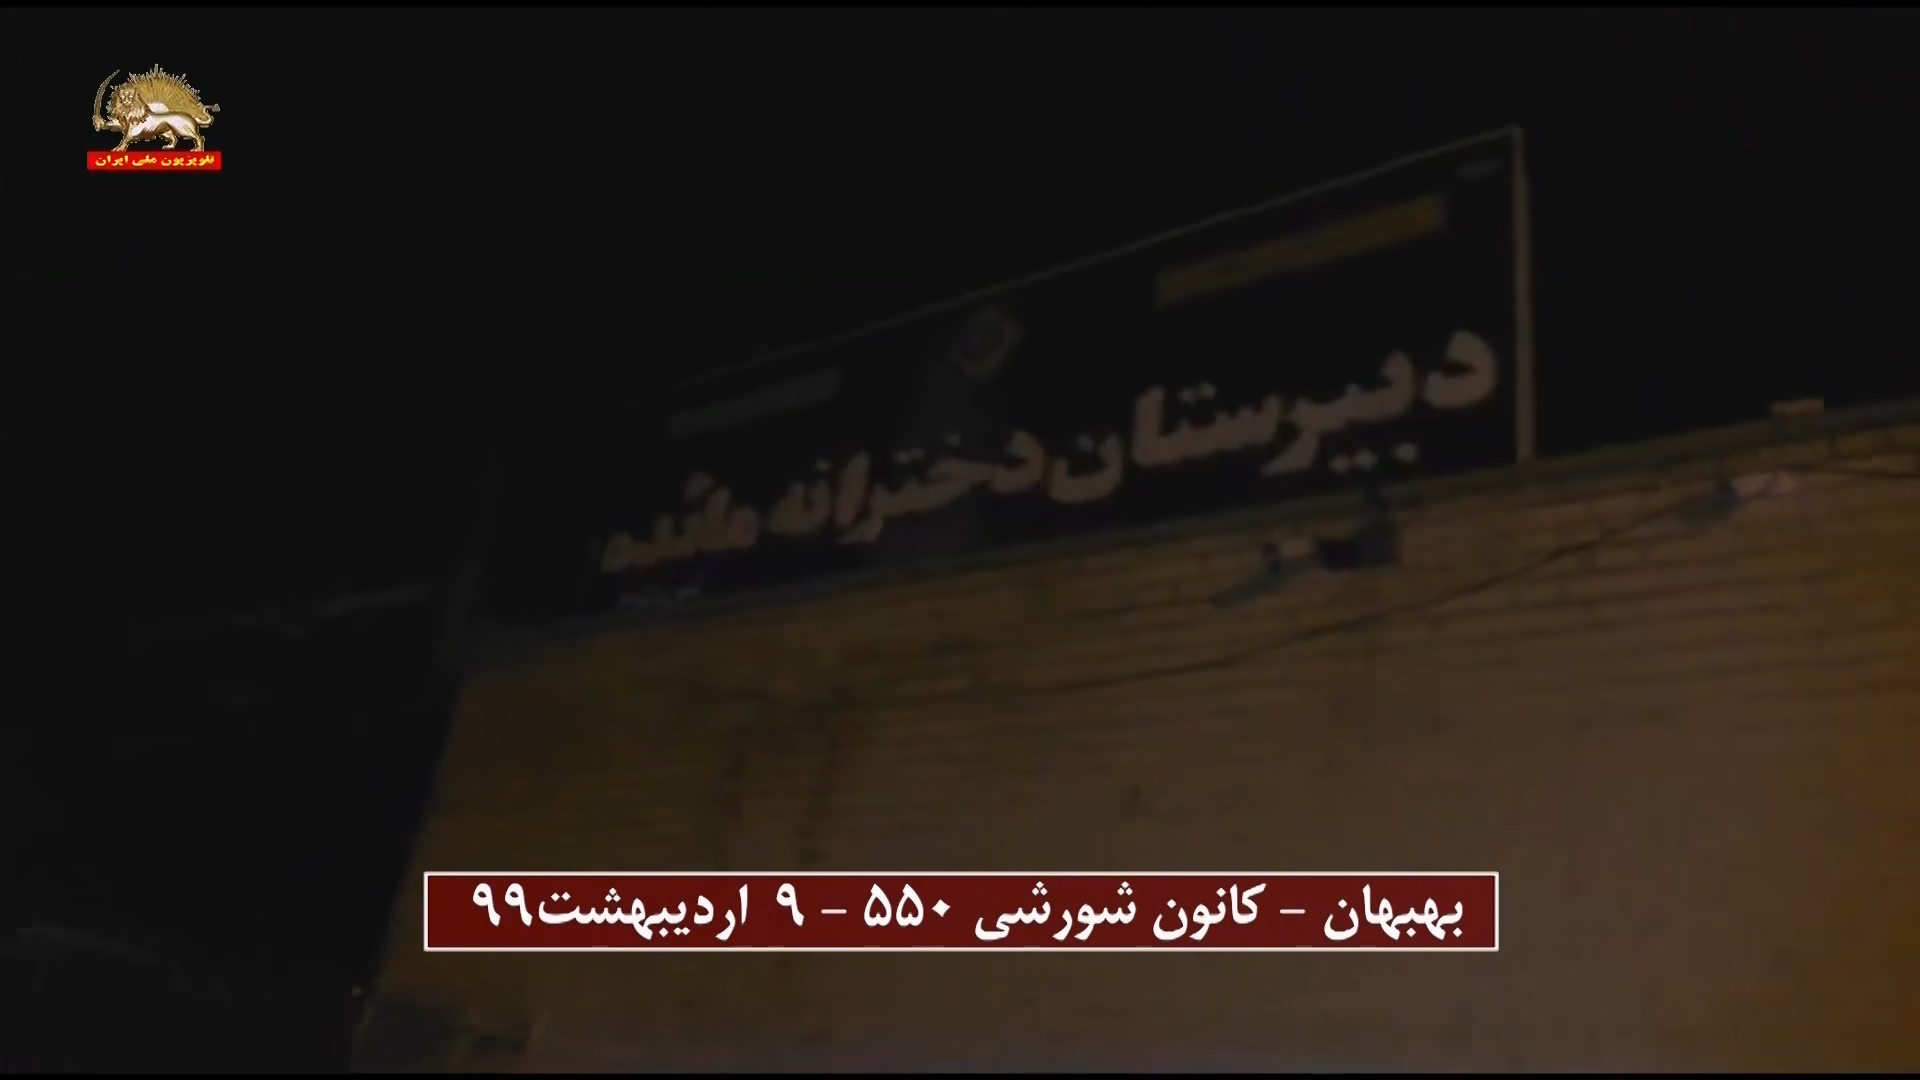 تلویزیون ملی ایران
دبیرستان دخترانه مائده
بهبهان – کانون شورشی ۵۵۰ – ۹ اردیبهشت۹۹